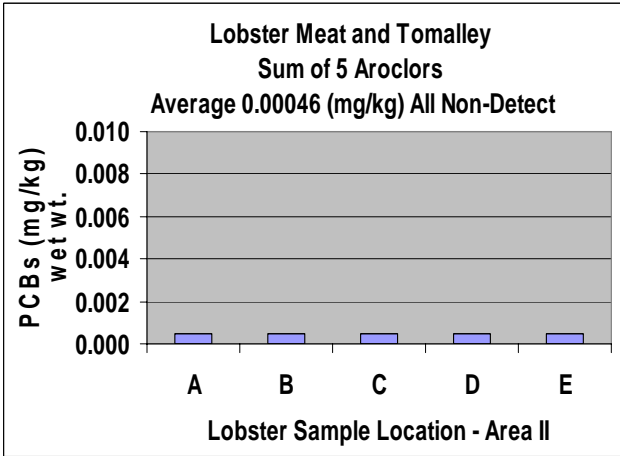 Lobster Meat and Tomalley
Sum of 5 Aroclors
Average 0.00046 (mg/kg) All Non-Detect
PCBs (mg/kg)
wet wt.
0.010
0.008
0.006
0.004
0.002
0.000
A B C D E
Lobster Sample Location - Area II